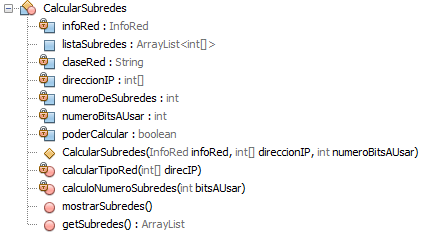 CalcularSubredes
infoRed : InfoRed
listaSubredes : ArrayList<int[]>
claseRed : String
direccionIP : int[]
numeroDeSubredes : int
numeroBitsAUsar : int
poderCalcular : boolean
CalcularSubredes(InfoRed infoRed, int[] direccionIP, int numeroBitsAUsar)
calcularTipoRed(int[] direcIP)
calculoNumeroSubredes(int bitsAUsar)
mostrarSubredes()
getSubredes() : ArrayList